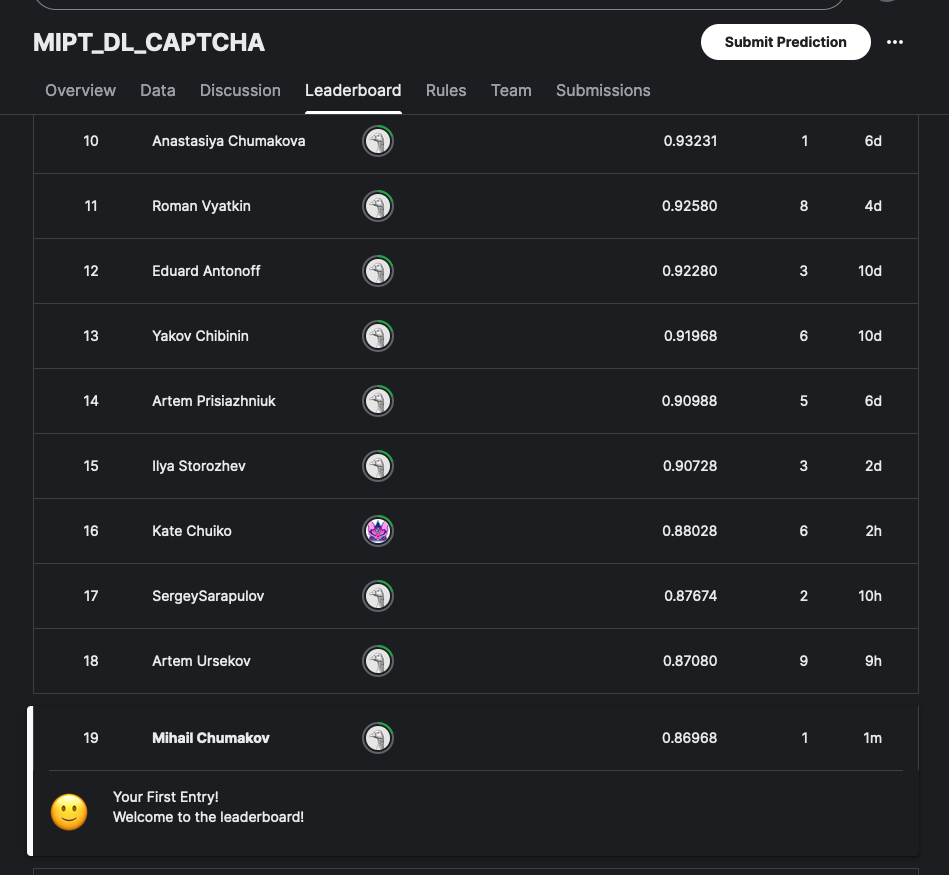 MIPT_DL_CAPTCHA
Submit Prediction
Overview Data Discussion Leaderboard Rules Team Submissions
10 Anastasiya Chumakova 0.93231 1 6d
11 Roman Vyatkin 0.92580 8 4d
12 Eduard Antonoff 0.92280 3 10d
13 Yakov Chibinin 0.91968 6 10d
14 Artem Prisiazhniuk 0.90988 5 6d
15 Ilya Storozhev 0.90728 3 2d
16 Kate Chuiko 0.88028 6 2h
17 SergeySarapulov 0.87674 2 10h
18 Artem Ursekov 0.87080 9 9h
19 Mihail Chumakov 0.86968 1 1m
Your First Entry!
Welcome to the leaderboard!